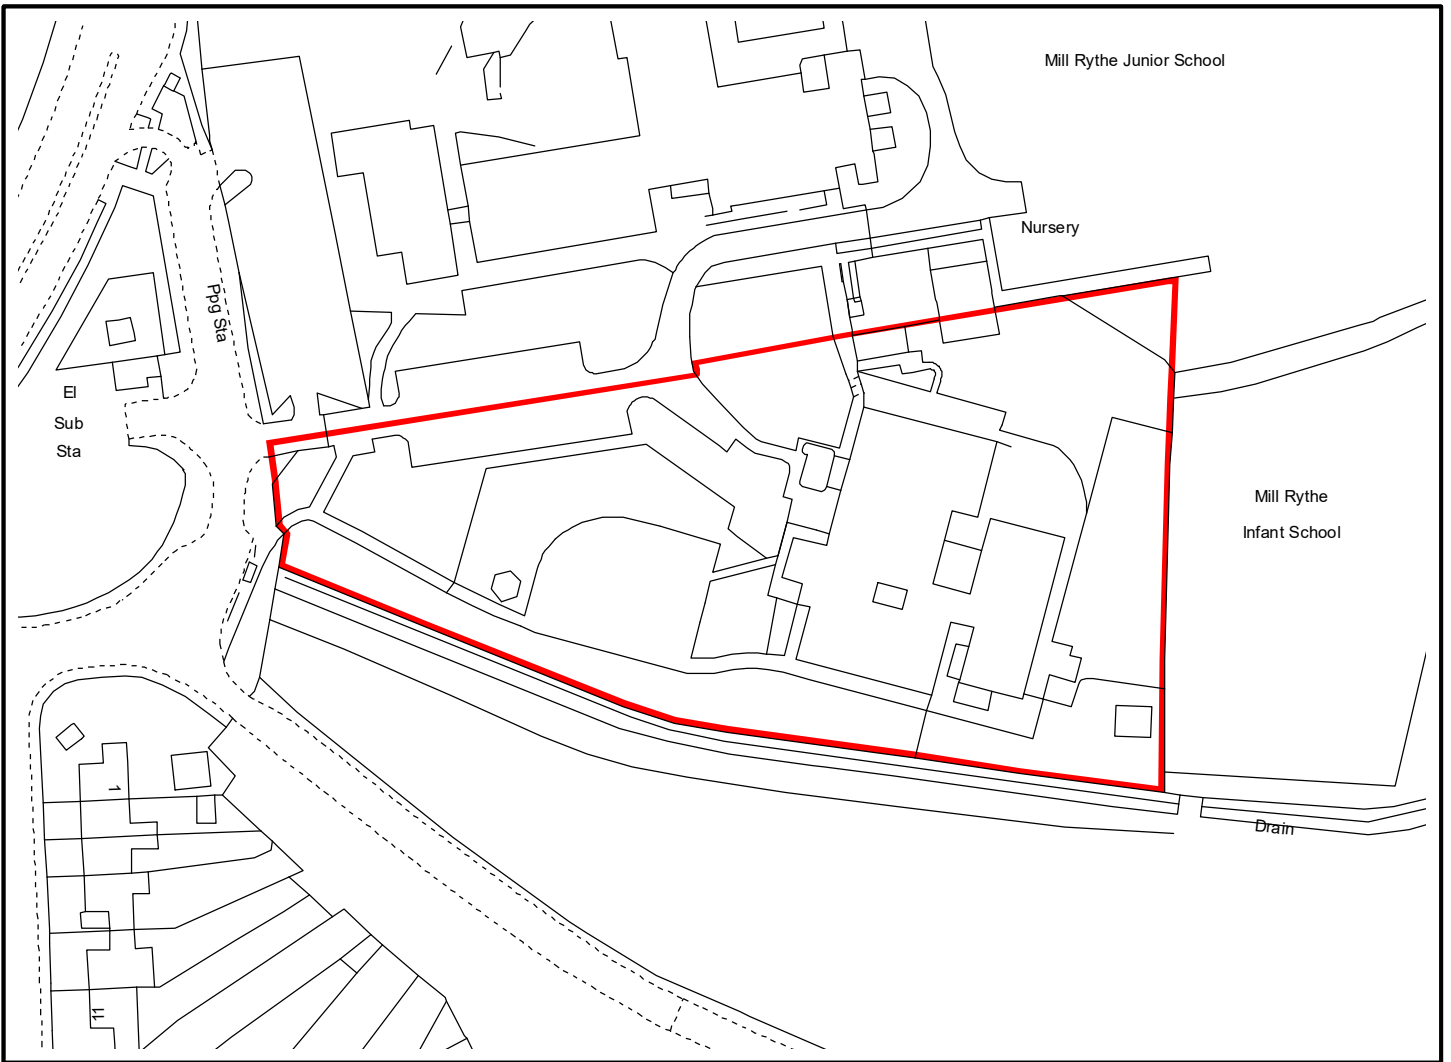 Mill Rythe Junior School
Nursery
Ppg Sta
El
Sub
Sta
Mill Rythe
Infant School
1
Drain
11